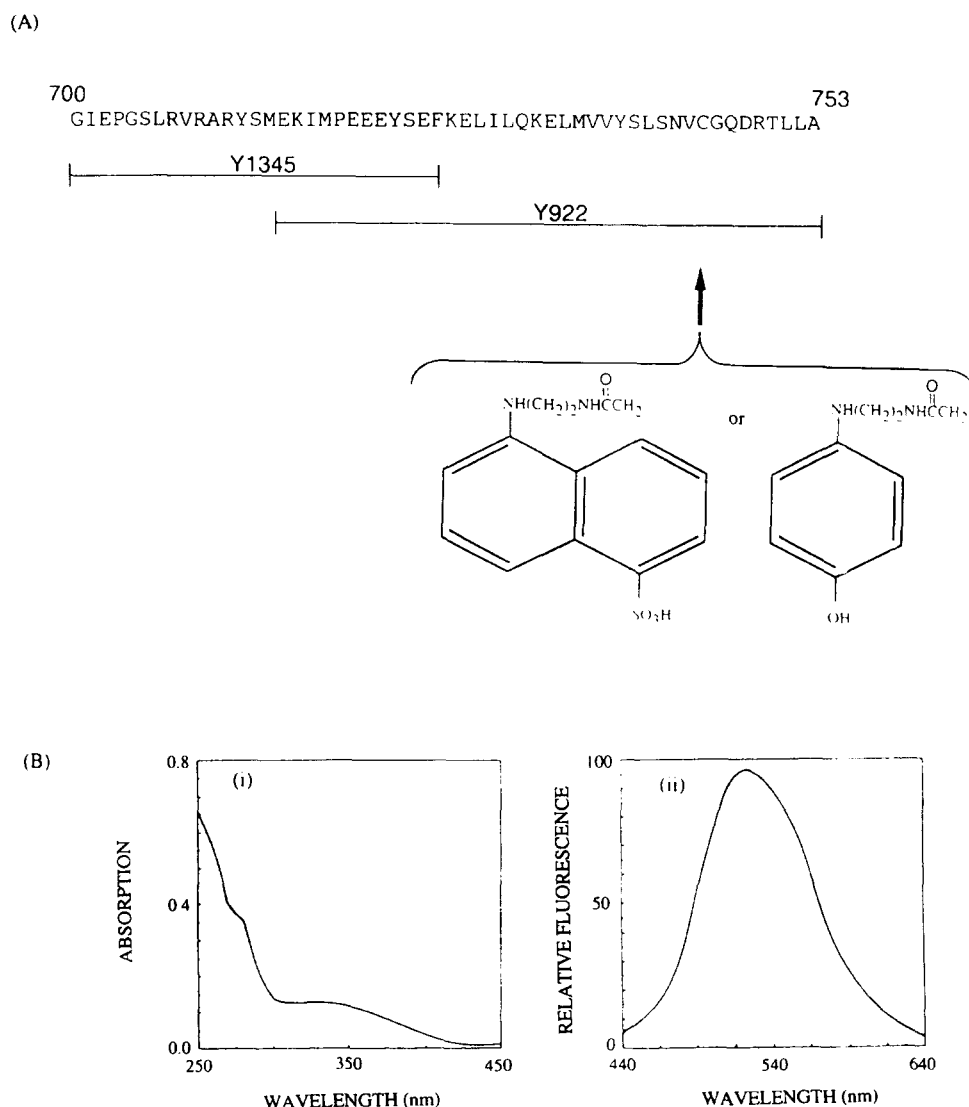 (A)
700
753
GIEPGSLRVRARYSMEKIMPEEEYSEFKELILQKELMVVYSLSNVCGQDRTLLA
Y1345
Y922
O
NH(CH2)2NHCCH2
or
O
NH(CH2)2NHCCH2
SO3H
OH
(B)
(i)
0.8
0.4
0.0
ABSORPTION
250
350
450
WAVELENGTH (nm)
(ii)
100
50
0
RELATIVE FLUORESCENCE
440
540
640
WAVELENGTH (nm)